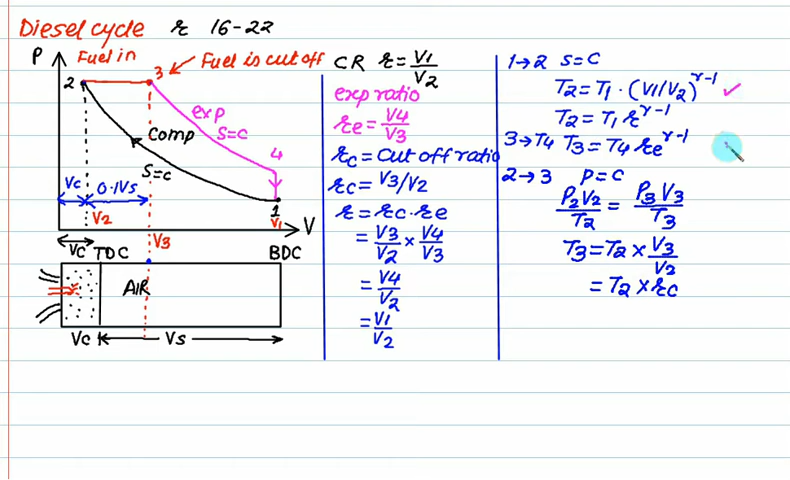 Diesel cycle r 16-22
P
Fuel in
2
3
Fuel is cut off
exp
S=C
comp
S=C
4
1
Vc
0.1Vs
V2
V3
V1
V
Vc
TDC
BDC
AIR
Vc
Vs
CR r = V1/V2
exp ratio
re = V4/V3
rc = cut off ratio
rc = V3/V2
r = rc . re
= V3/V2 × V4/V3
= V4/V2
= V1/V2
1→2 S=C
T2 = T1 . (V1/V2)^γ-1 ✓
T2 = T1 r^γ-1
3→T4 T3 = T4 re^γ-1
2→3 P=C
P2V2/T2 = P3V3/T3
T3 = T2 × V3/V2
= T2 × rc